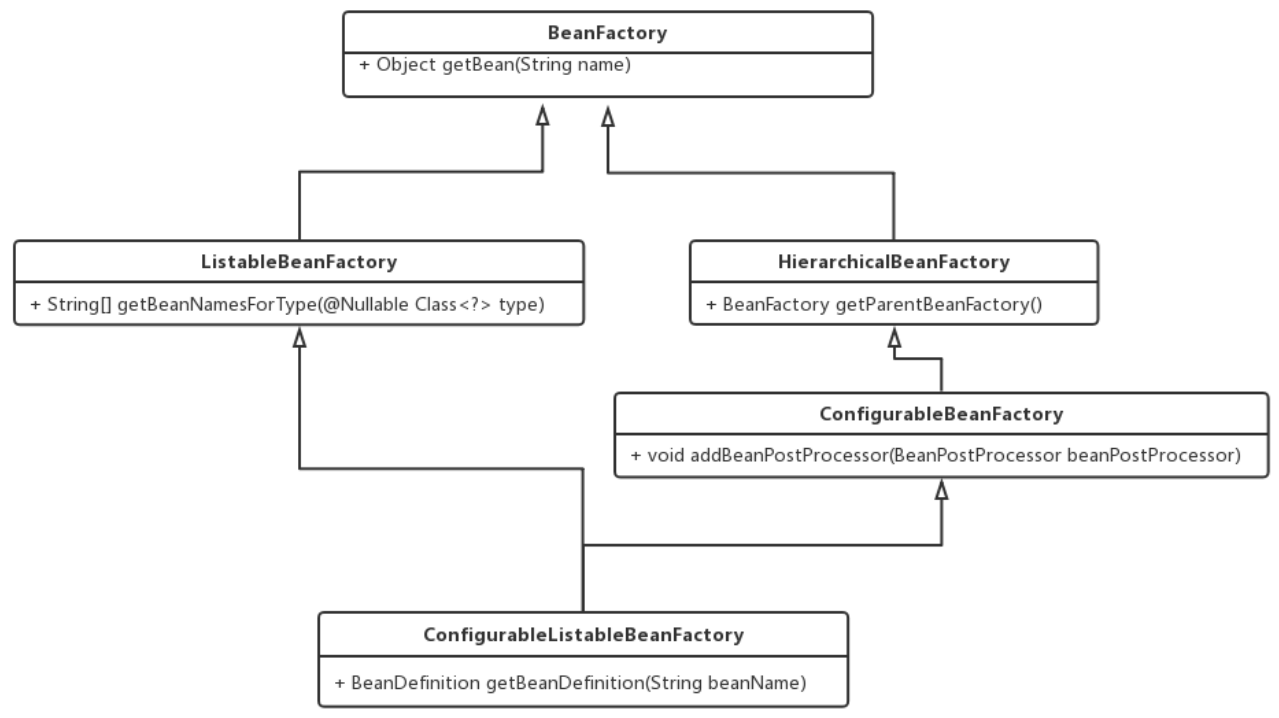 BeanFactory
+ Object getBean(String name)
ListableBeanFactory
+ String[] getBeanNamesForType(@Nullable Class<?> type)
HierarchicalBeanFactory
+ BeanFactory getParentBeanFactory()
ConfigurableBeanFactory
+ void addBeanPostProcessor(BeanPostProcessor beanPostProcessor)
ConfigurableListableBeanFactory
+ BeanDefinition getBeanDefinition(String beanName)